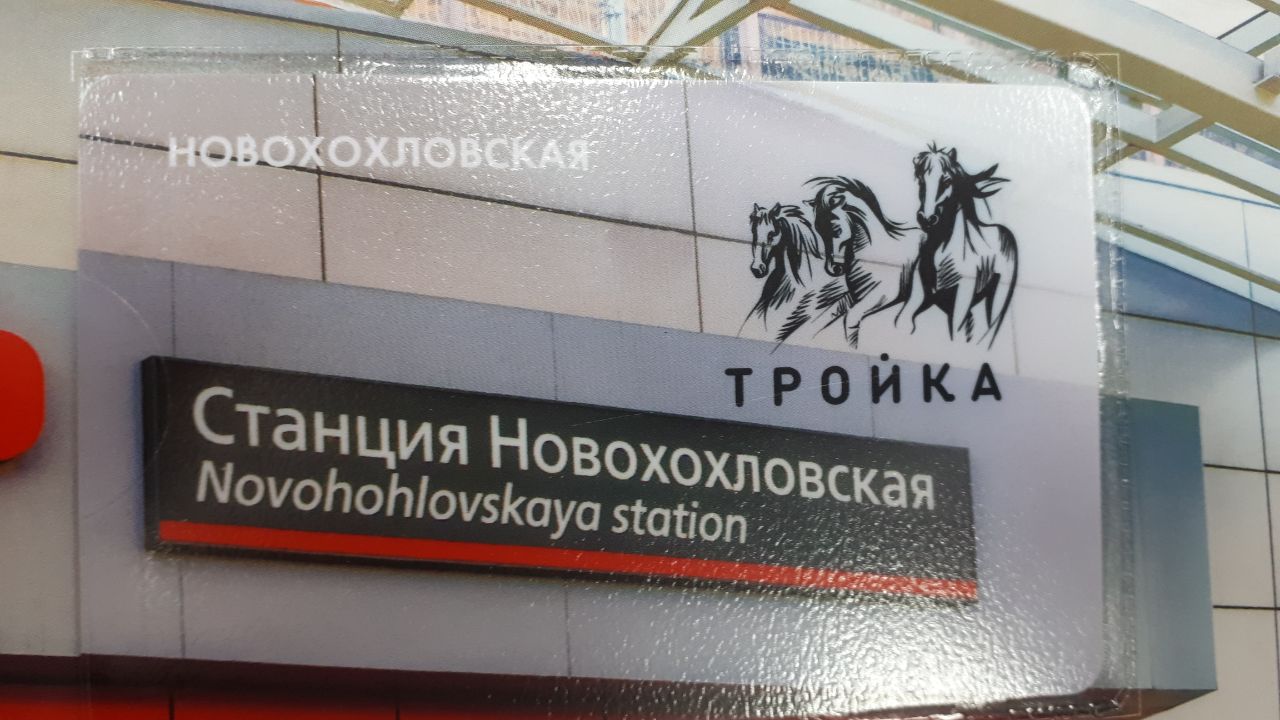 НОВОХОХЛОВСКАЯ
ТРОЙКА
Станция Новохохловская
Novohohlovskaya station